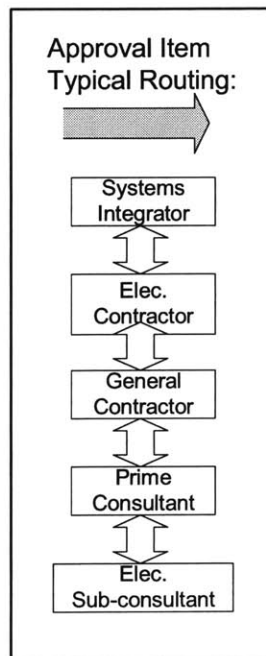 Approval Item
Typical Routing:
Systems
Integrator
Elec.
Contractor
General
Contractor
Prime
Consultant
Elec.
Sub-consultant